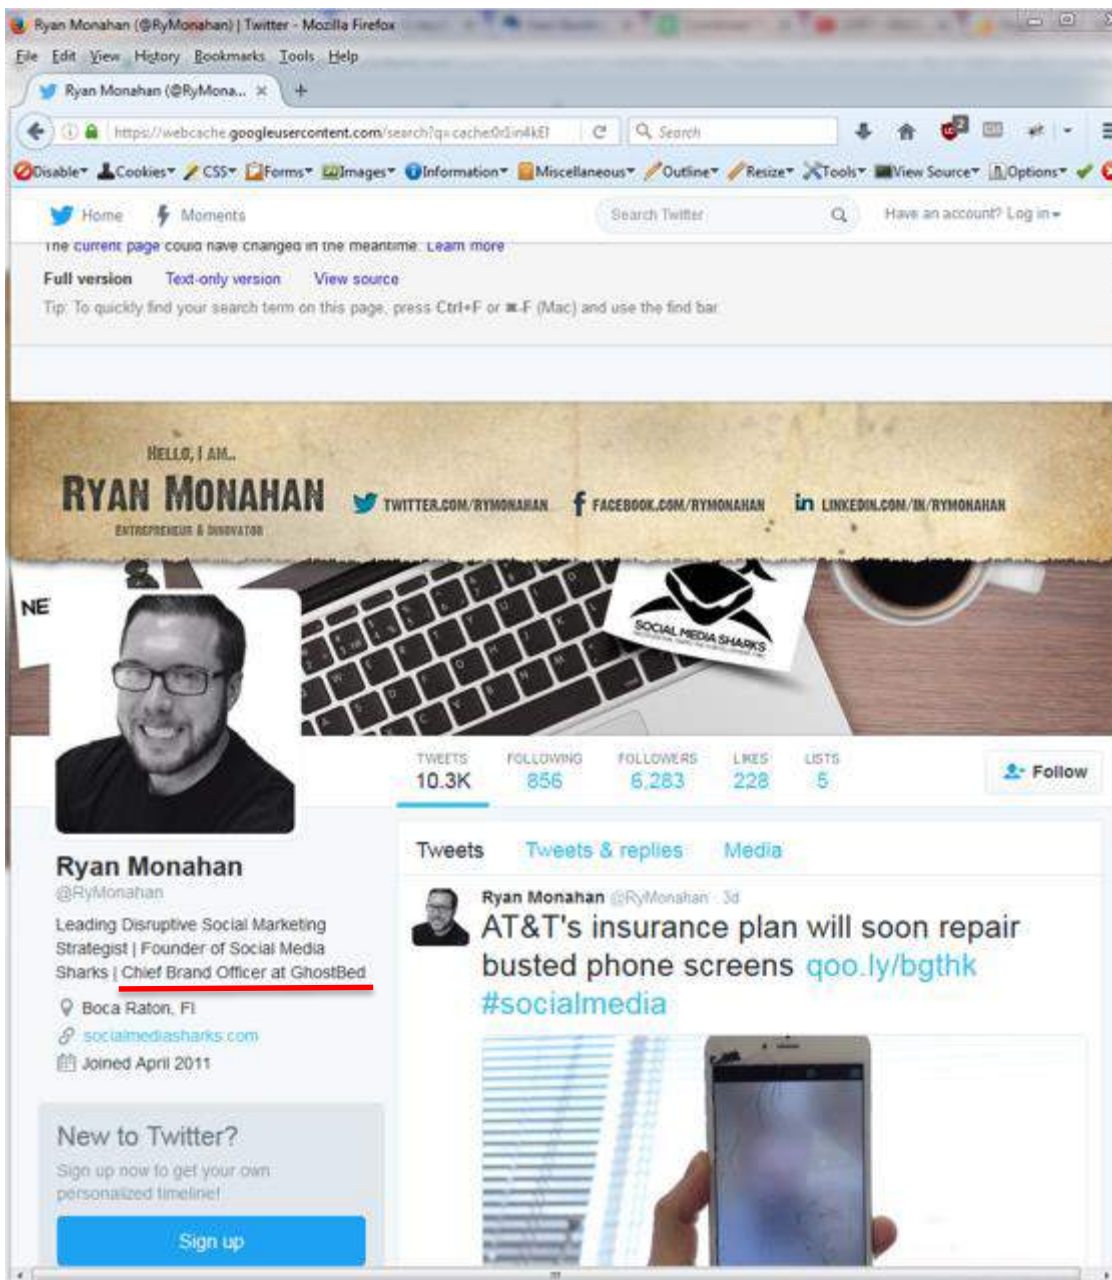 Ryan Monahan (@RyMonahan) | Twitter - Mozilla Firefox
File Edit View History Bookmarks Tools Help
Ryan Monahan (@RyMona... × +
https://webcache.googleusercontent.com/search?q=cache: Search
Disable Cookies CSS Forms Images Information Miscellaneous Outline Resize Tools View Source Options
Home Moments Search Twitter Have an account? Log in
The current page could have changed in the meantime. Learn more
Full version Text-only version View source
Tip: To quickly find your search term on this page, press Ctrl+F or ⌘-F (Mac) and use the find bar.
HELLO, I AM..
RYAN MONAHAN
ENTREPRENEUR & INNOVATOR
TWITTER.COM/RYMONAHAN FACEBOOK.COM/RYMONAHAN LINKEDIN.COM/IN/RYMONAHAN
NE
SOCIAL MEDIA SHARKS
TWEETS FOLLOWING FOLLOWERS LIKES LISTS
10.3K 856 6,283 228 5
Follow
Ryan Monahan
@RyMonahan
Leading Disruptive Social Marketing
Strategist | Founder of Social Media
Sharks | Chief Brand Officer at GhostBed
Boca Raton, Fl
socialmediasharks.com
Joined April 2011
New to Twitter?
Sign up now to get your own
personalized timeline!
Sign up
Tweets Tweets & replies Media
Ryan Monahan @RyMonahan · 3d
AT&T's insurance plan will soon repair
busted phone screens qoo.ly/bgthk
#socialmedia